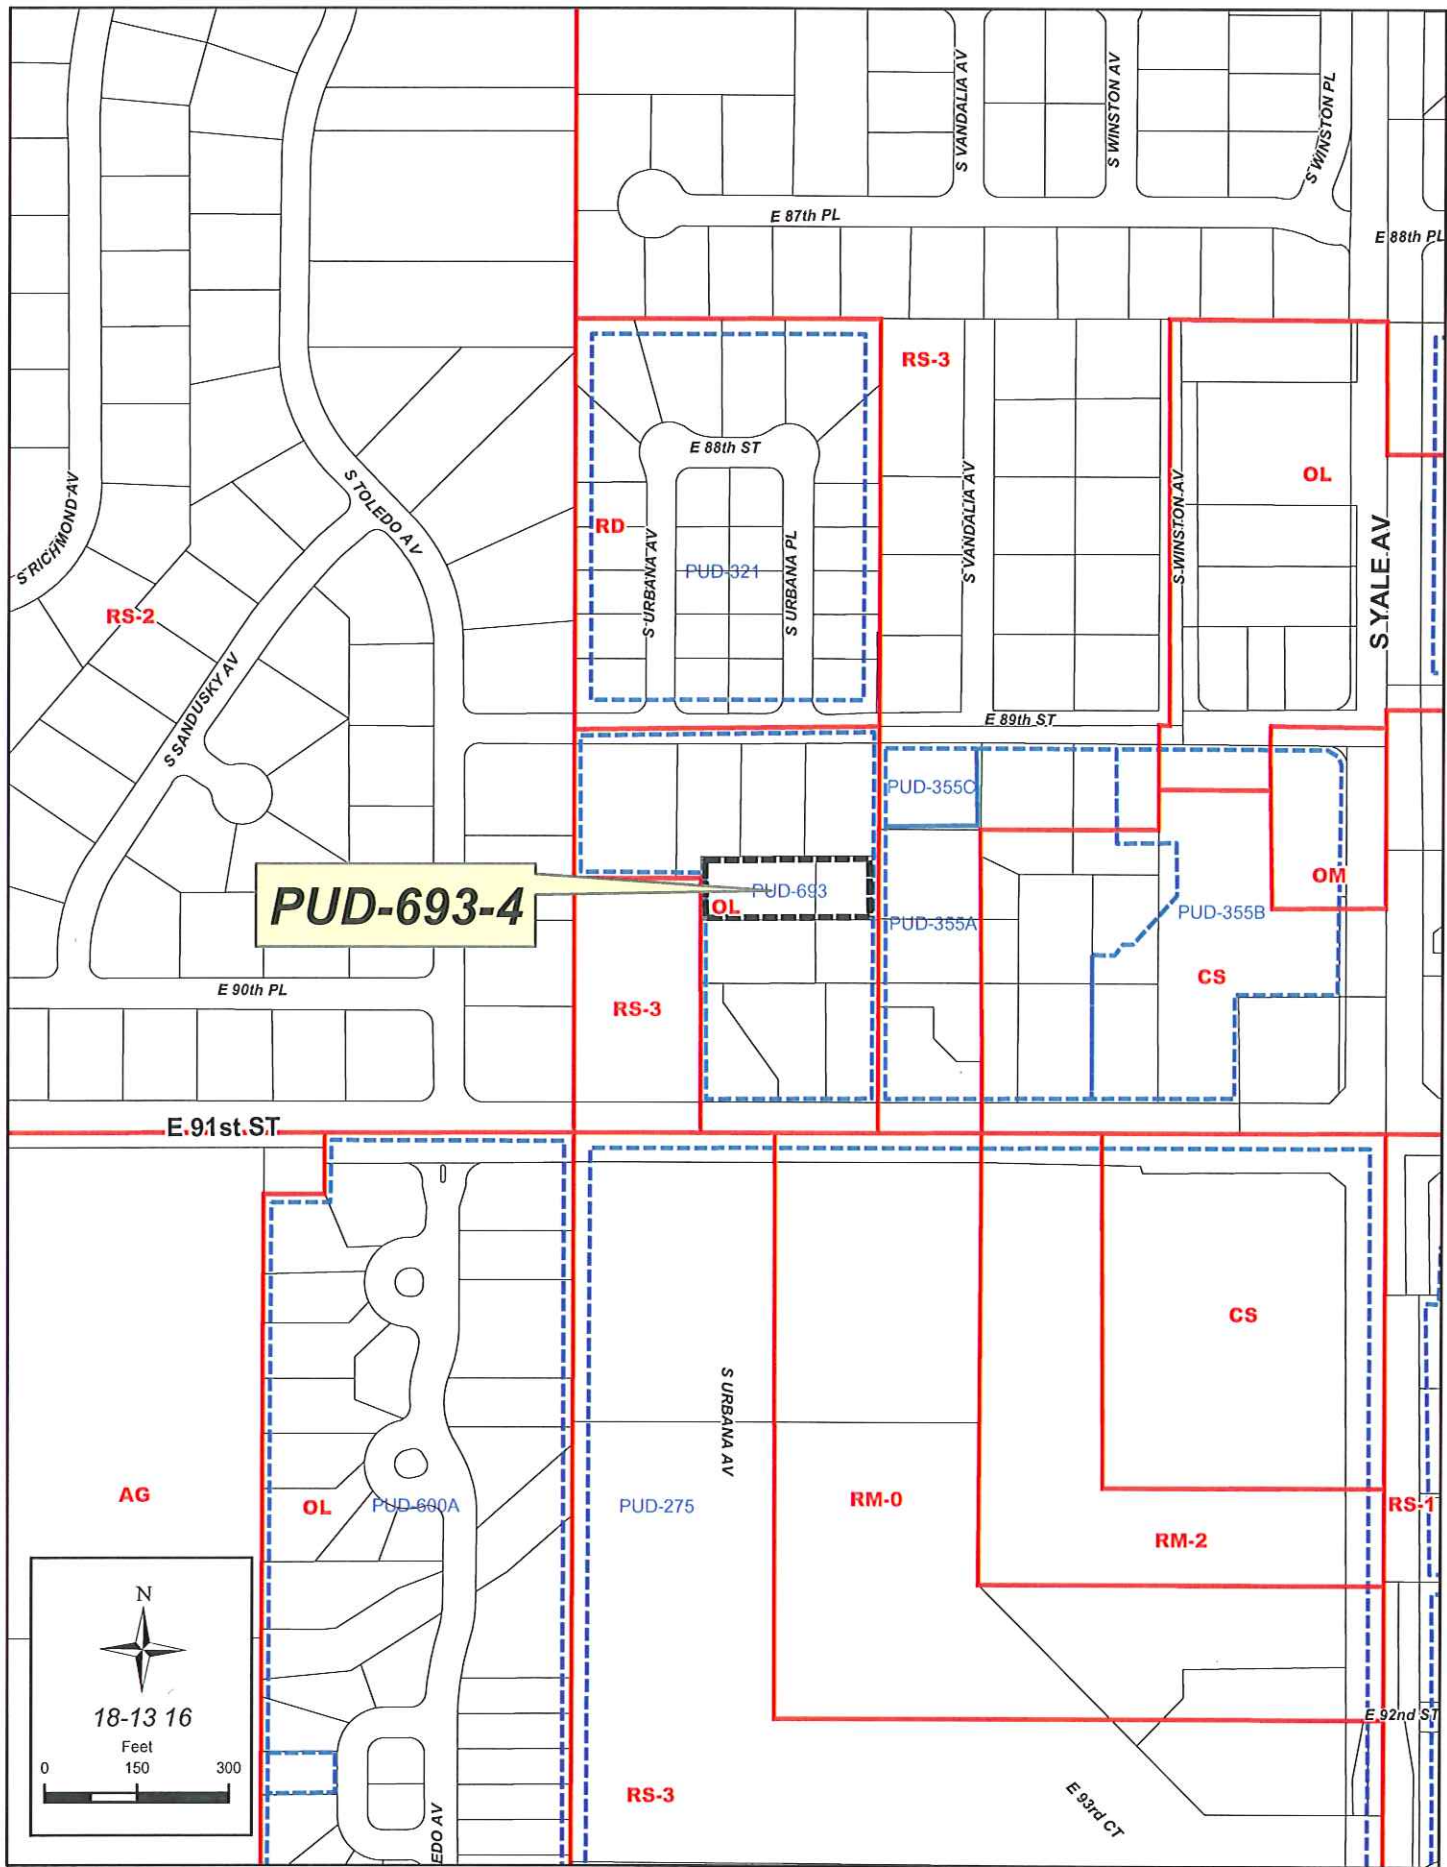 S VANDALIA AV
S WINSTON AV
S WINSTON PL
E 87th PL
E 88th PL
RS-3
E 88th ST
OL
S RICHMOND AV
S TOLEDO AV
RD
S URBANA AV
PUD-321
S URBANA PL
S VANDALIA AV
S WINSTON AV
S YALE AV
RS-2
S SANDUSKY AV
E 89th ST
PUD-355C
PUD-693-4
PUD-693
OL
OM
PUD-355A
PUD-355B
CS
E 90th PL
RS-3
E 91st ST
CS
S URBANA AV
AG
OL
PUD-600A
PUD-275
RM-0
RS-1
RM-2
N
18-13 16
Feet
0 150 300
E 92nd ST
RS-3
E 93rd CT
EDO AV